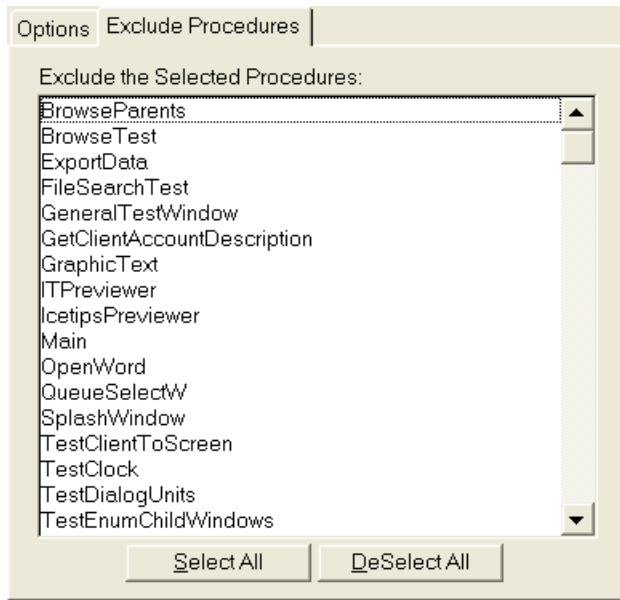 Options Exclude Procedures
Exclude the Selected Procedures:
BrowseParents
BrowseTest
ExportData
FileSearchTest
GeneralTestWindow
GetClientAccountDescription
GraphicText
ITPreviewer
IcetipsPreviewer
Main
OpenWord
QueueSelectW
SplashWindow
TestClientToScreen
TestClock
TestDialogUnits
TestEnumChildWindows
Select All DeSelect All